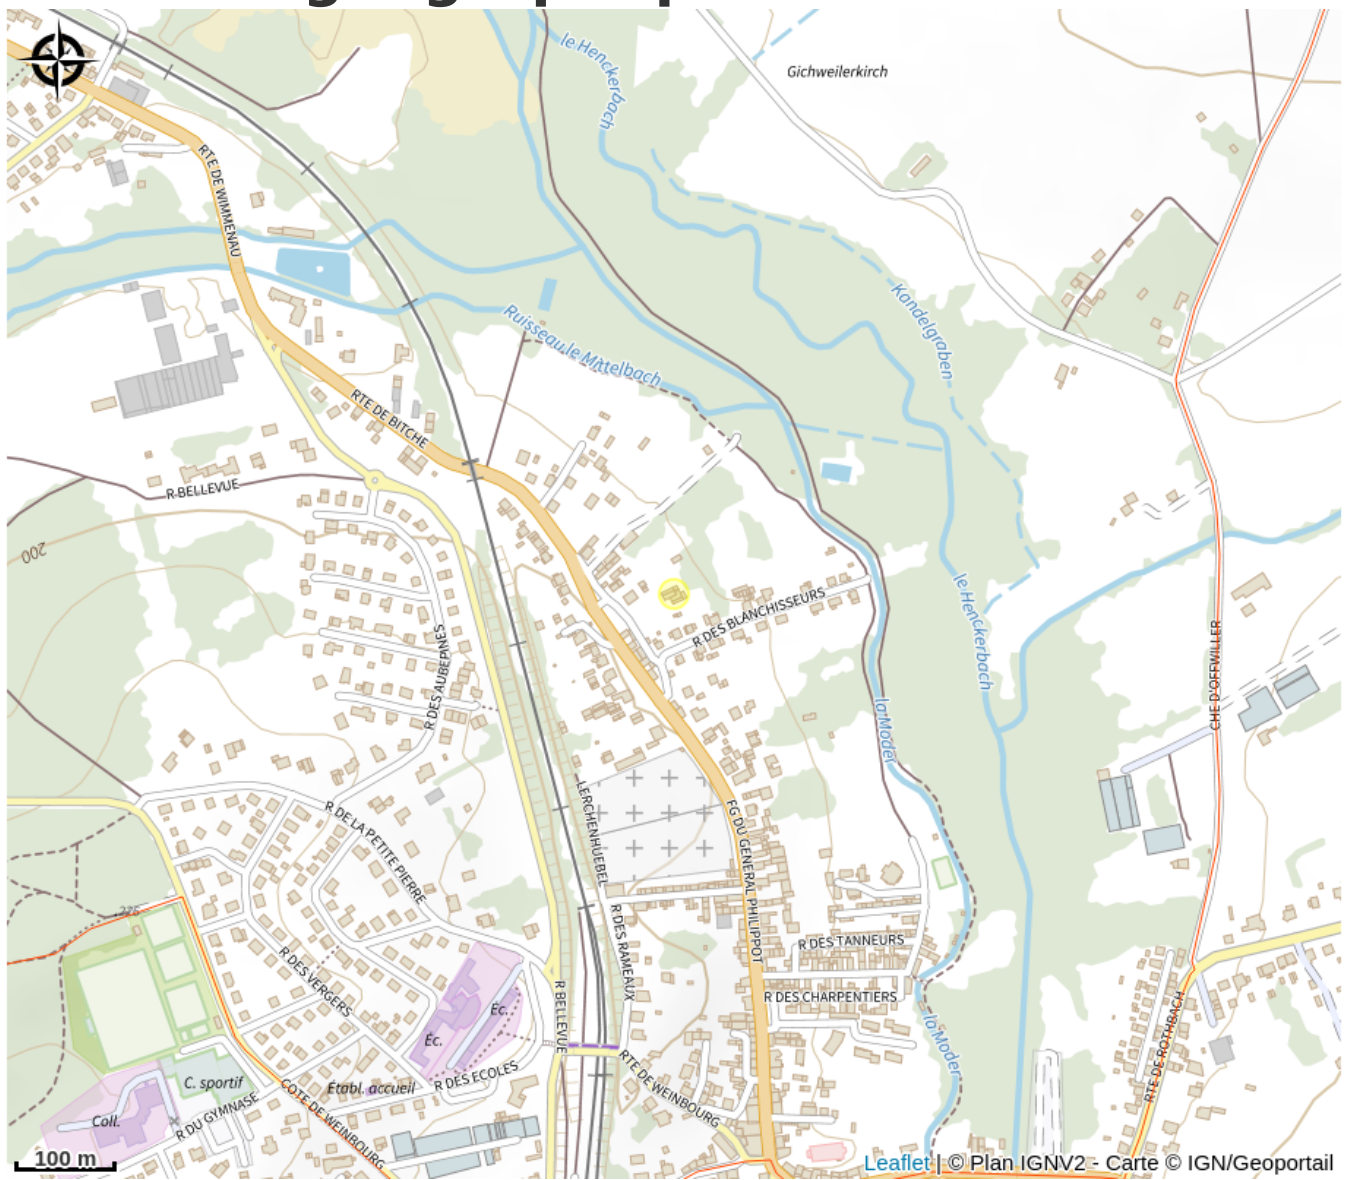 le Henckerbach
Gichweilerkirch
RTE DE WIMMENAU
Kandelgraben
Ruisseau le Mittelbach
RTE DE BITCHE
R BELLEVUE
200
le Henckerbach
R DES BLANCHISSEURS
R DES AUBEPINES
CHE D'OFFWILLER
la Moder
LERCHENHUEBEL
R DE LA PETITE PIERRE
FG DU GENERAL PHILIPPOT
276
R DES RAMEAUX
R DES TANNEURS
R DES VERGERS
R DES CHARPENTIERS
Éc.
Éc.
R BELLEVUE
la Moder
RTE DE ROTHBACH
C. sportif
Établ. accueil
R DES ECOLES
RTE DE WEINBOURG
Coll.
R DU GYMNASE
COTE DE WEINBOURG
100 m
Leaflet | © Plan IGNV2 - Carte © IGN/Geoportail